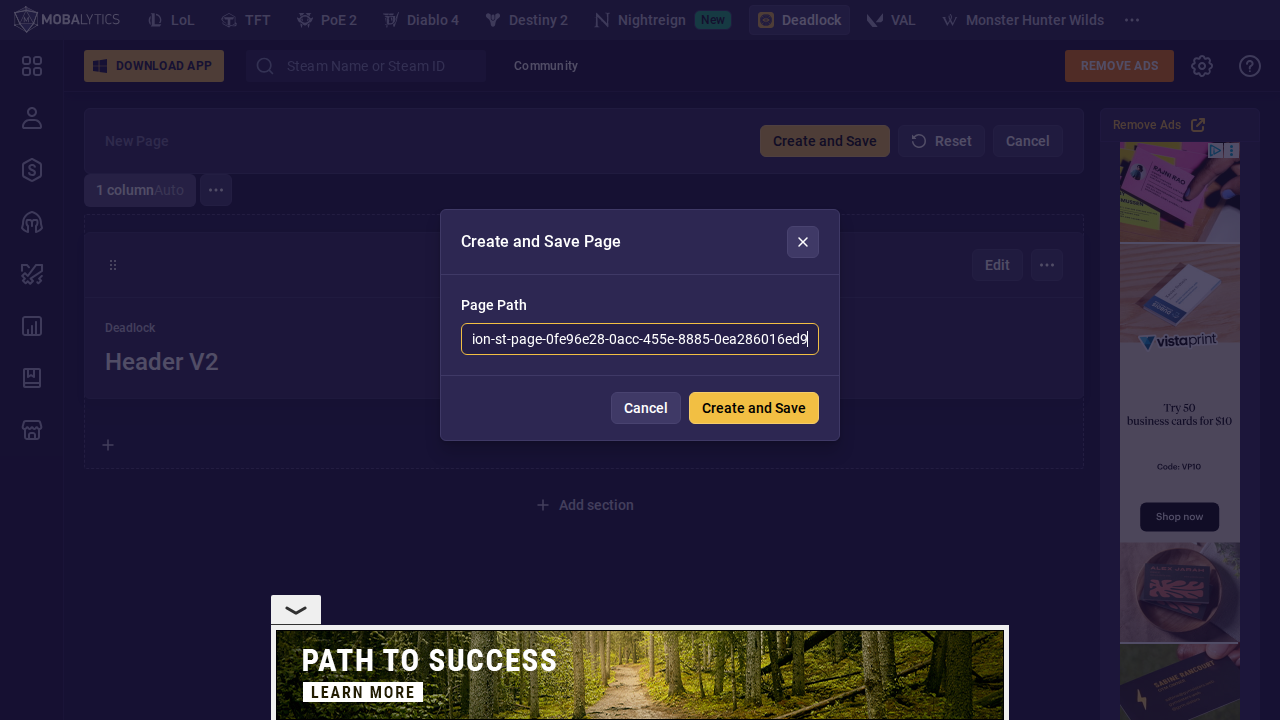 MOBALYTICS
LoL
TFT
PoE 2
Diablo 4
Destiny 2
Nightreign
New
Deadlock
VAL
Monster Hunter Wilds
DOWNLOAD APP
Steam Name or Steam ID
Community
REMOVE ADS
New Page
Create and Save
Reset
Cancel
Remove Ads
1 columnAuto
Create and Save Page
Edit
Page Path
Deadlock
ion-st-page-0fe96e28-0acc-455e-8885-0ea286016ed9
Header V2
vistaprint
Cancel
Create and Save
Try 50
business cards for $10
Code: VP10
Add section
Shop now
PATH TO SUCCESS
LEARN MORE